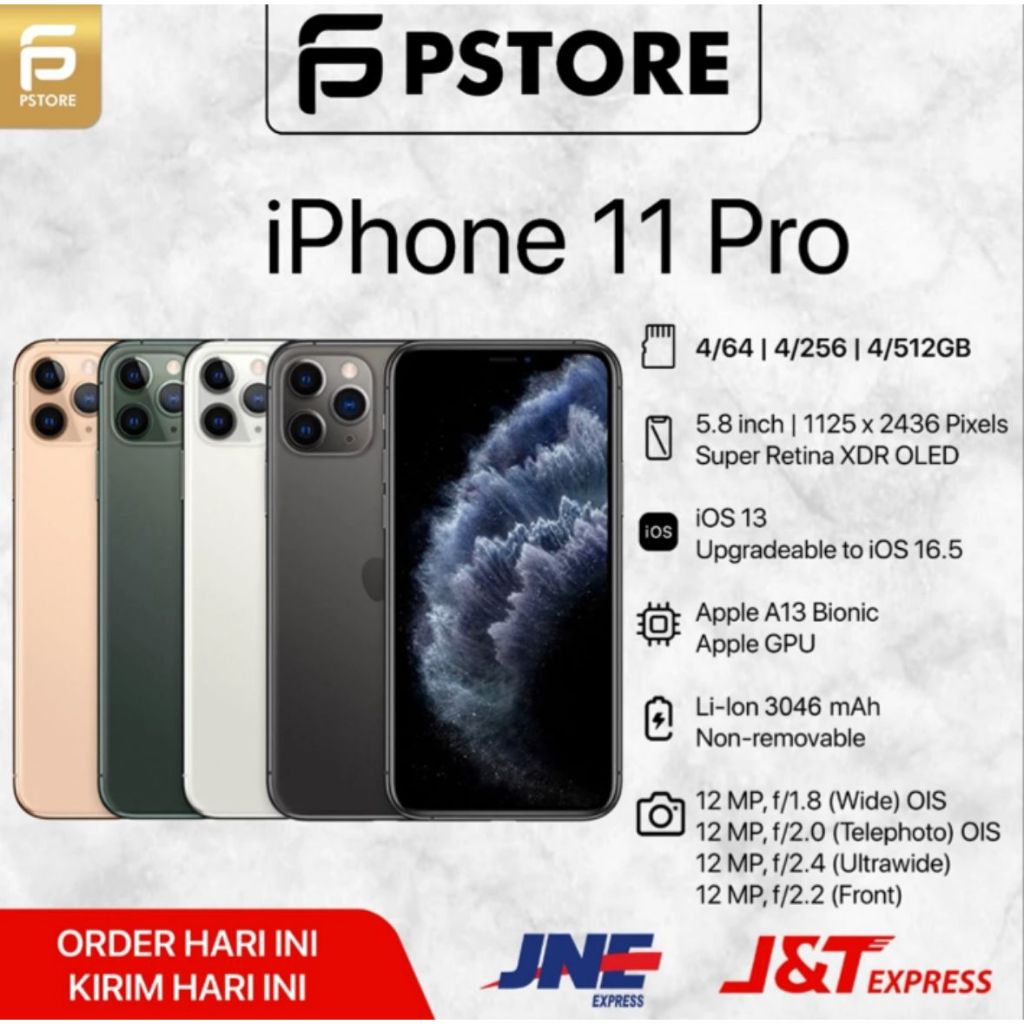 PSTORE
PSTORE
iPhone 11 Pro
4/64 | 4/256 | 4/512GB
5.8 inch | 1125 x 2436 Pixels
Super Retina XDR OLED
iOS
iOS 13
Upgradeable to iOS 16.5
Apple A13 Bionic
Apple GPU
Li-Ion 3046 mAh
Non-removable
12 MP, f/1.8 (Wide) OIS
12 MP, f/2.0 (Telephoto) OIS
12 MP, f/2.4 (Ultrawide)
12 MP, f/2.2 (Front)
ORDER HARI INI
KIRIM HARI INI
JNE
EXPRESS
J&T EXPRESS